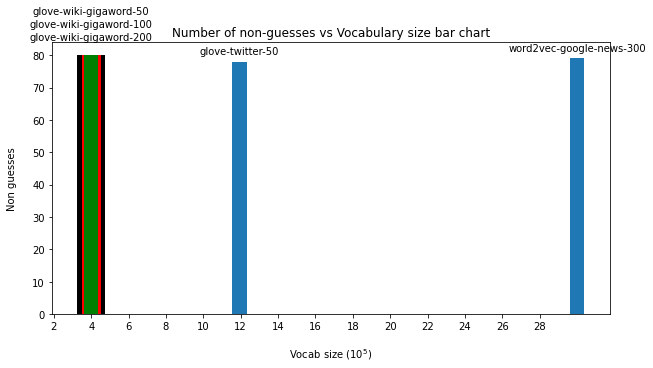 glove-wiki-gigaword-50
glove-wiki-gigaword-100
glove-wiki-gigaword-200
Number of non-guesses vs Vocabulary size bar chart
glove-twitter-50
word2vec-google-news-300
80
70
60
50
40
30
20
10
0
Non guesses
2 4 6 8 10 12 14 16 18 20 22 24 26 28
Vocab size (10⁵)